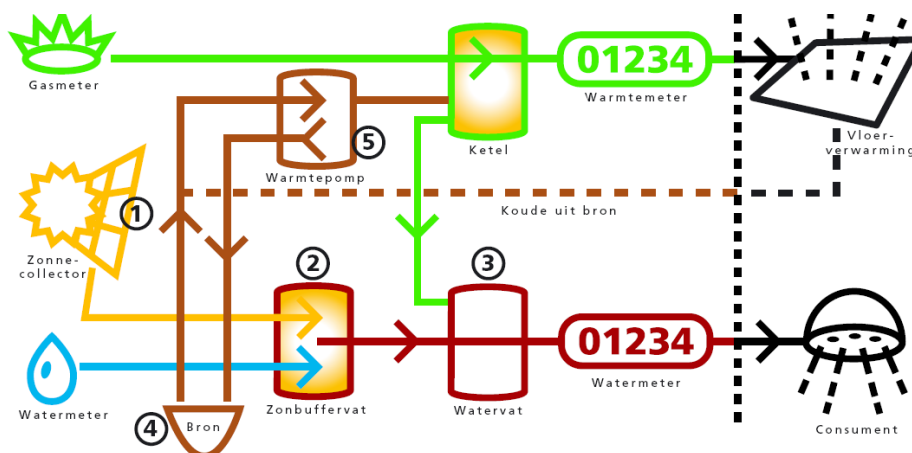 01234
Gasmeter
Warmtemeter
Ketel
5
Vloer-
verwarming
Warmtepomp
1
Koude uit bron
Zonne-
collector
2
3
01234
Watermeter
Zonbuffervat
Watervat
Watermeter
Consument
4
Bron